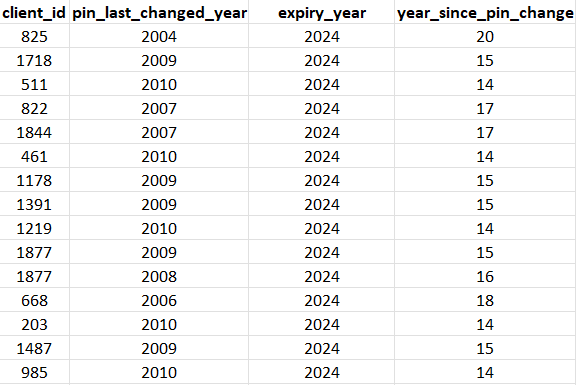 client_id pin_last_changed_year expiry_year year_since_pin_change
825 2004 2024 20
1718 2009 2024 15
511 2010 2024 14
822 2007 2024 17
1844 2007 2024 17
461 2010 2024 14
1178 2009 2024 15
1391 2009 2024 15
1219 2010 2024 14
1877 2009 2024 15
1877 2008 2024 16
668 2006 2024 18
203 2010 2024 14
1487 2009 2024 15
985 2010 2024 14